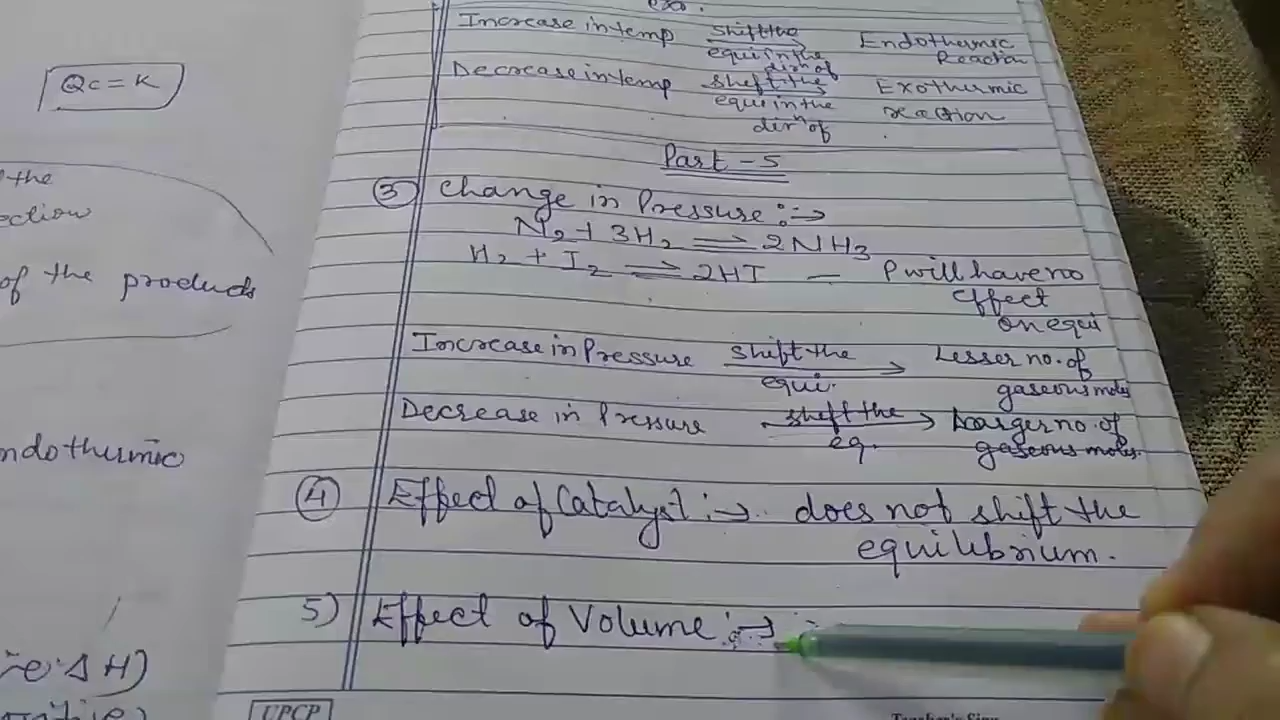 Qc = K
the
ection
of the products
ndothermic
Increase in temp shift the equi in the dirⁿ of Endothermic Reaction
Decrease in temp shift the equi in the dirⁿ of Exothermic reaction
Part - 5
③ Change in Pressure :→
N₂ + 3H₂ ⇌ 2NH₃
H₂ + I₂ ⇌ 2HI — P will have no effect on equi
Increase in Pressure shift the equi. → Lesser no. of gaseous moles
Decrease in Pressure shift the eq. → Larger no. of gaseous moles.
④ Effect of Catalyst :→ does not shift the
equilibrium.
5) Effect of Volume :→
ΔH)
UPCP